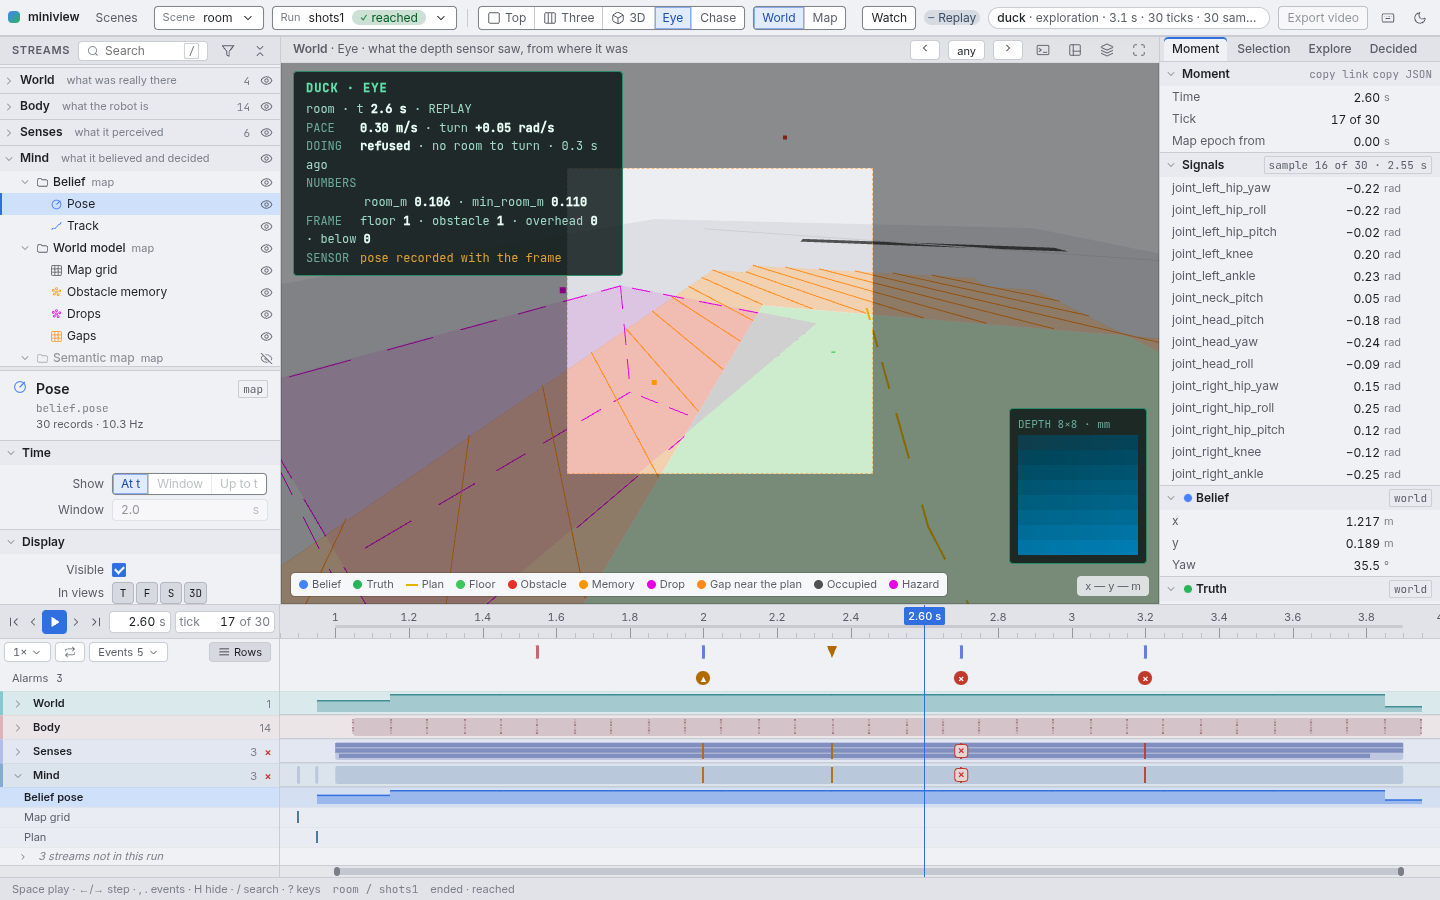 miniview Scenes Scene room Run shots1 ✓ reached Top Three 3D Eye Chase World Map Watch Replay duck · exploration · 3.1 s · 30 ticks · 30 sam... Export video
STREAMS Search / World · Eye · what the depth sensor saw, from where it was any
World what was really there 4
Body what the robot is 14
Senses what it perceived 6
Mind what it believed and decided
Belief map
Pose
Track
World model map
Map grid
Obstacle memory
Drops
Gaps
Semantic map map
Pose map
belief.pose
30 records · 10.3 Hz
Time
Show At t Window Up to t
Window 2.0 s
Display
Visible
In views T F S 3D
DUCK · EYE
room · t 2.6 s · REPLAY
PACE 0.30 m/s · turn +0.05 rad/s
DOING refused · no room to turn · 0.3 s
ago
NUMBERS
room_m 0.106 · min_room_m 0.110
FRAME floor 1 · obstacle 1 · overhead 0
· below 0
SENSOR pose recorded with the frame
DEPTH 8×8 · mm
Belief Truth Plan Floor Obstacle Memory Drop Gap near the plan Occupied Hazard
x — y — m
Moment Selection Explore Decided
Moment copy link copy JSON
Time 2.60 s
Tick 17 of 30
Map epoch from 0.00 s
Signals sample 16 of 30 · 2.55 s
joint_left_hip_yaw −0.22 rad
joint_left_hip_roll −0.22 rad
joint_left_hip_pitch −0.02 rad
joint_left_knee 0.20 rad
joint_left_ankle 0.23 rad
joint_neck_pitch 0.05 rad
joint_head_pitch −0.18 rad
joint_head_yaw −0.24 rad
joint_head_roll −0.09 rad
joint_right_hip_yaw 0.15 rad
joint_right_hip_roll 0.25 rad
joint_right_hip_pitch 0.12 rad
joint_right_knee −0.12 rad
joint_right_ankle −0.25 rad
Belief world
x 1.217 m
y 0.189 m
Yaw 35.5 °
Truth world
2.60 s tick 17 of 30 1 1.2 1.4 1.6 1.8 2 2.2 2.4 2.60 s 2.8 3 3.2 3.4 3.6 3.8
1× Events 5 Rows
Alarms 3
World 1
Body 14
Senses 3 ×
Mind 3 ×
Belief pose
Map grid
Plan
3 streams not in this run
Space play · ←/→ step · , . events · H hide · / search · ? keys room / shots1 ended · reached